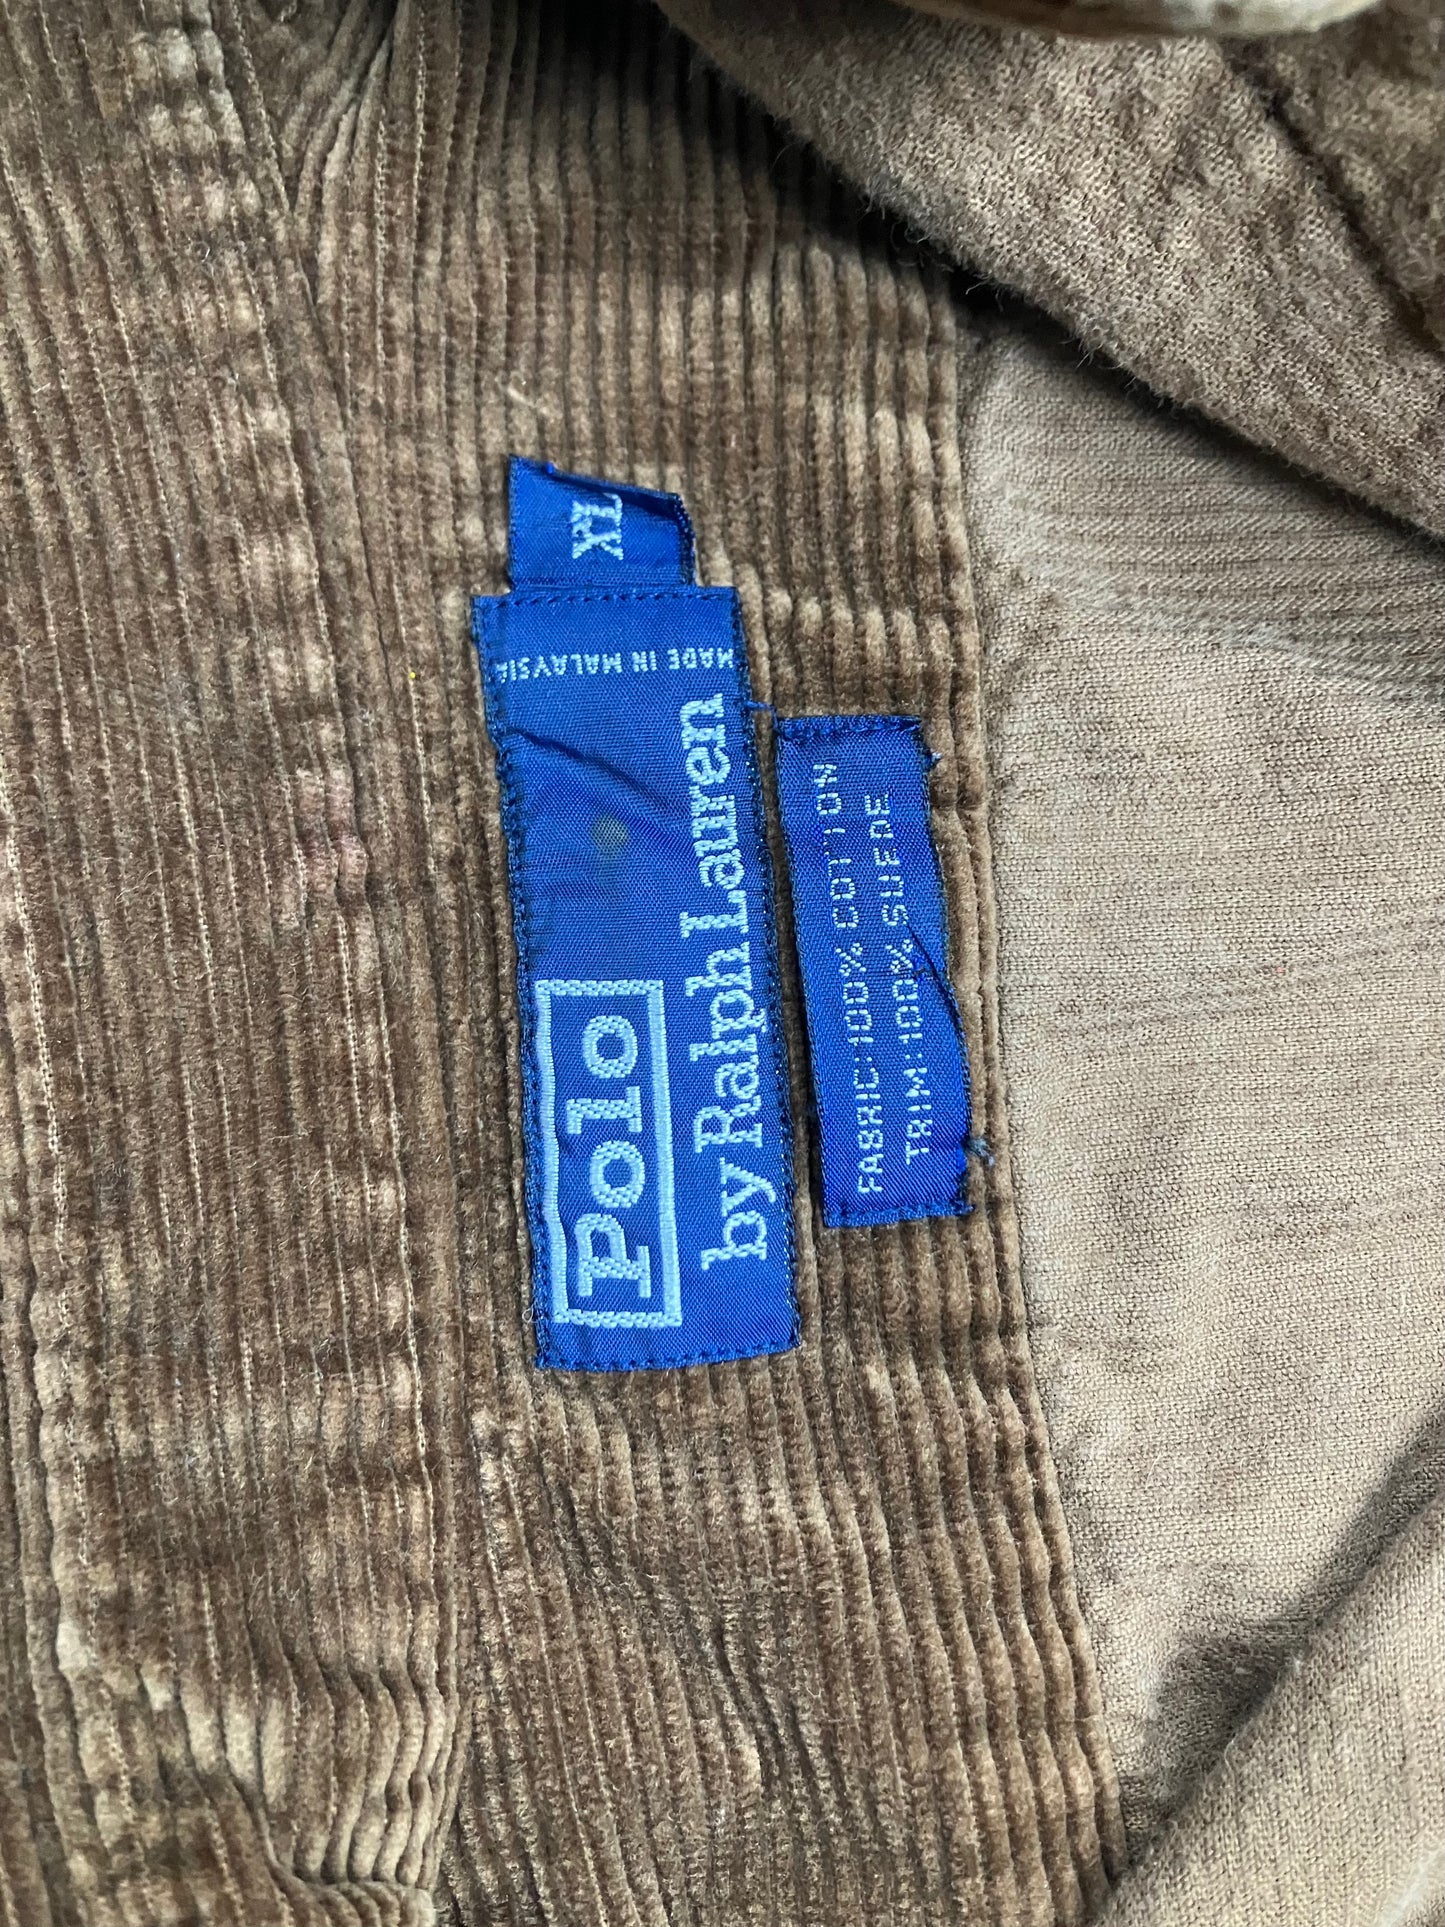 Polo
by Ralph Lauren
MADE IN MALAYSIA
XL
FABRIC: 100% COTTON
TRIM: 100% SUEDE